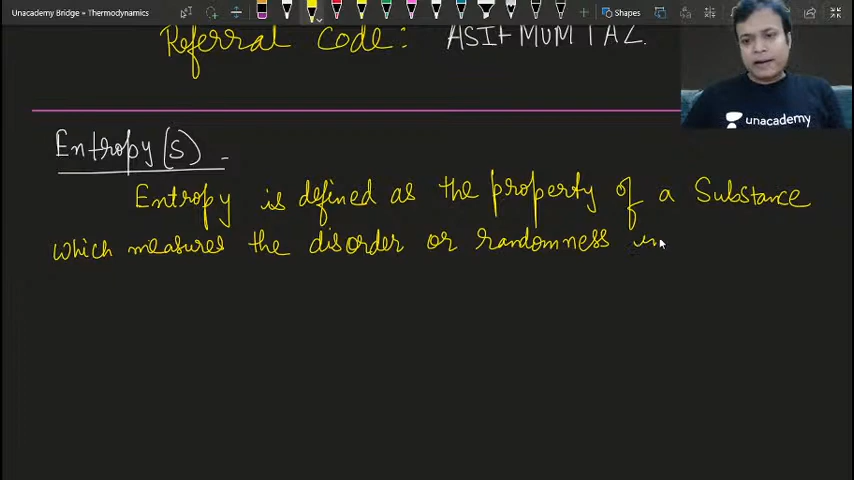 Unacademy Bridge - Thermodynamics
Shapes
Referral Code: ASIFMUMTAZ.
unacademy
Entropy (S) -
Entropy is defined as the property of a Substance
which measures the disorder or randomness in